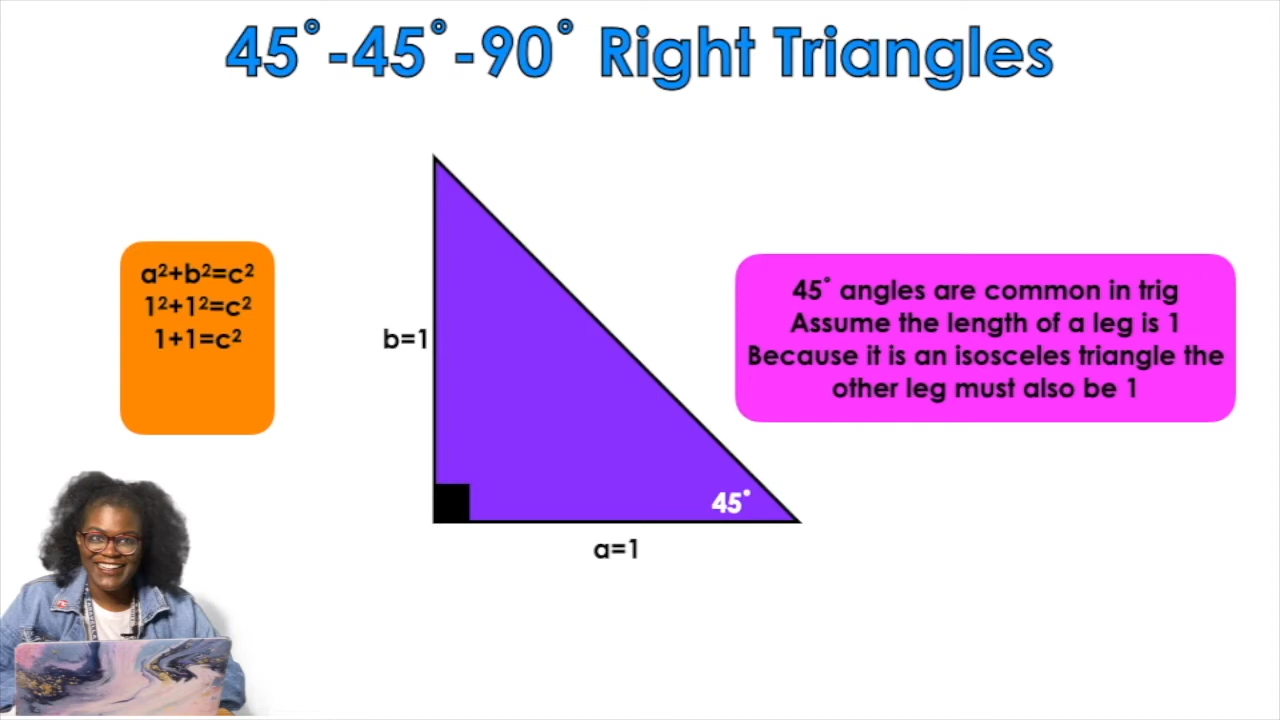 45°-45°-90° Right Triangles
a²+b²=c²
1²+1²=c²
1+1=c²
b=1
45° angles are common in trig
Assume the length of a leg is 1
Because it is an isosceles triangle the
other leg must also be 1
45°
a=1